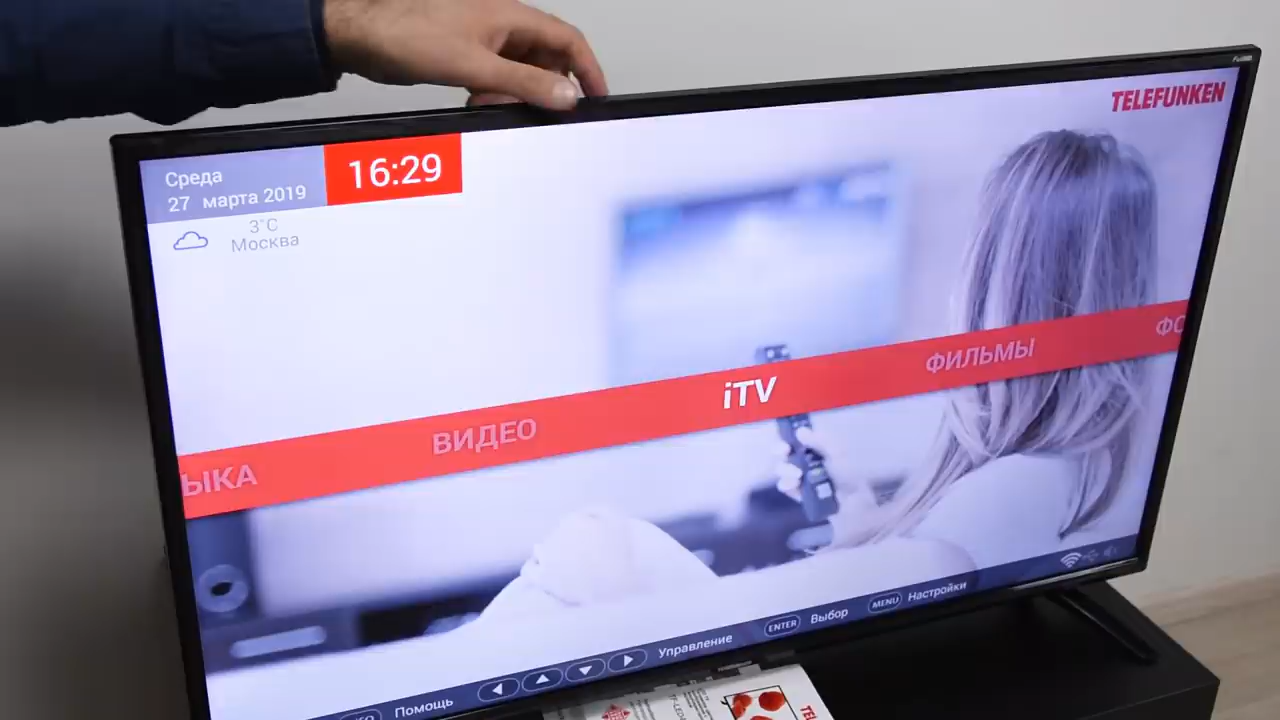 TELEFUNKEN
Среда
27 марта 2019
16:29
3°C
Москва
ЫКА
ВИДЕО
iTV
ФИЛЬМЫ
ФО
Помощь
Управление
ENTER
Выбор
MENU
Настройки